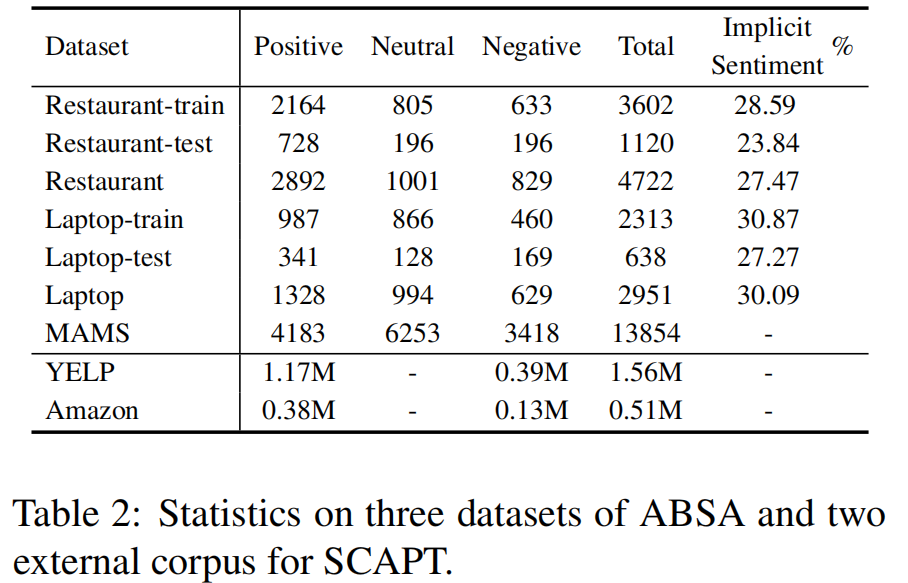 Dataset Positive Neutral Negative Total Implicit Sentiment %
Restaurant-train 2164 805 633 3602 28.59
Restaurant-test 728 196 196 1120 23.84
Restaurant 2892 1001 829 4722 27.47
Laptop-train 987 866 460 2313 30.87
Laptop-test 341 128 169 638 27.27
Laptop 1328 994 629 2951 30.09
MAMS 4183 6253 3418 13854 -
YELP 1.17M - 0.39M 1.56M -
Amazon 0.38M - 0.13M 0.51M -
Table 2: Statistics on three datasets of ABSA and two
external corpus for SCAPT.